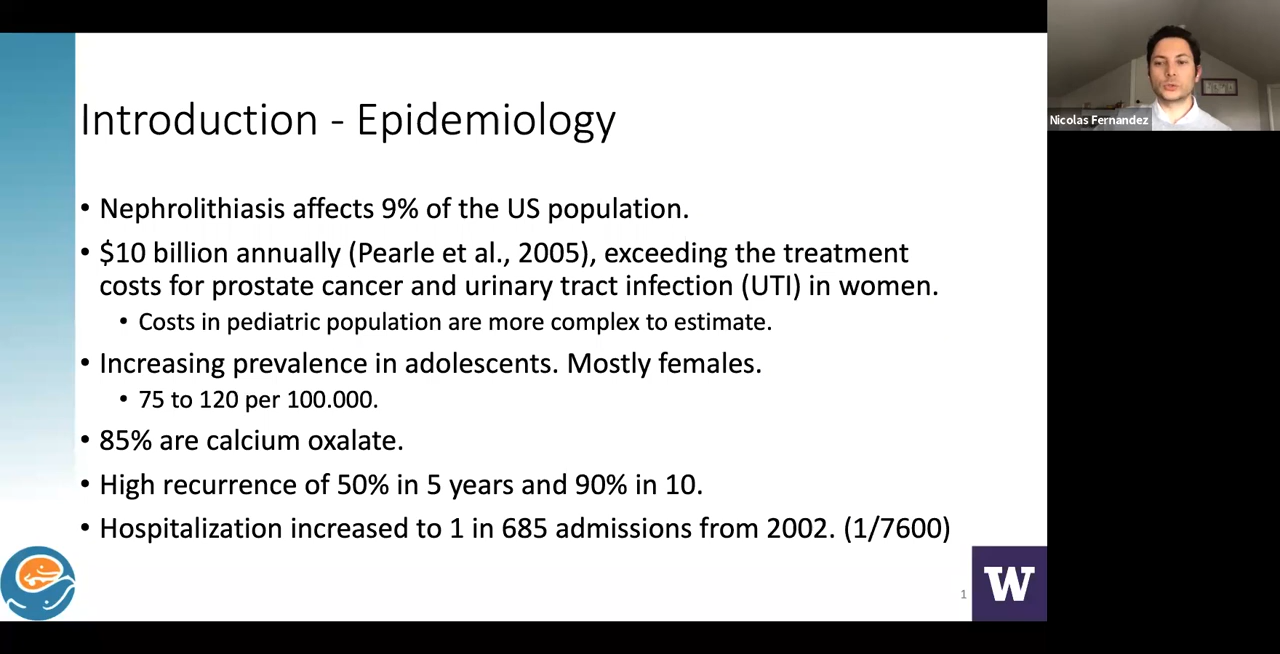 Introduction - Epidemiology
• Nephrolithiasis affects 9% of the US population.
• $10 billion annually (Pearle et al., 2005), exceeding the treatment
costs for prostate cancer and urinary tract infection (UTI) in women.
• Costs in pediatric population are more complex to estimate.
• Increasing prevalence in adolescents. Mostly females.
• 75 to 120 per 100.000.
• 85% are calcium oxalate.
• High recurrence of 50% in 5 years and 90% in 10.
• Hospitalization increased to 1 in 685 admissions from 2002. (1/7600)
1
W
Nicolas Fernandez